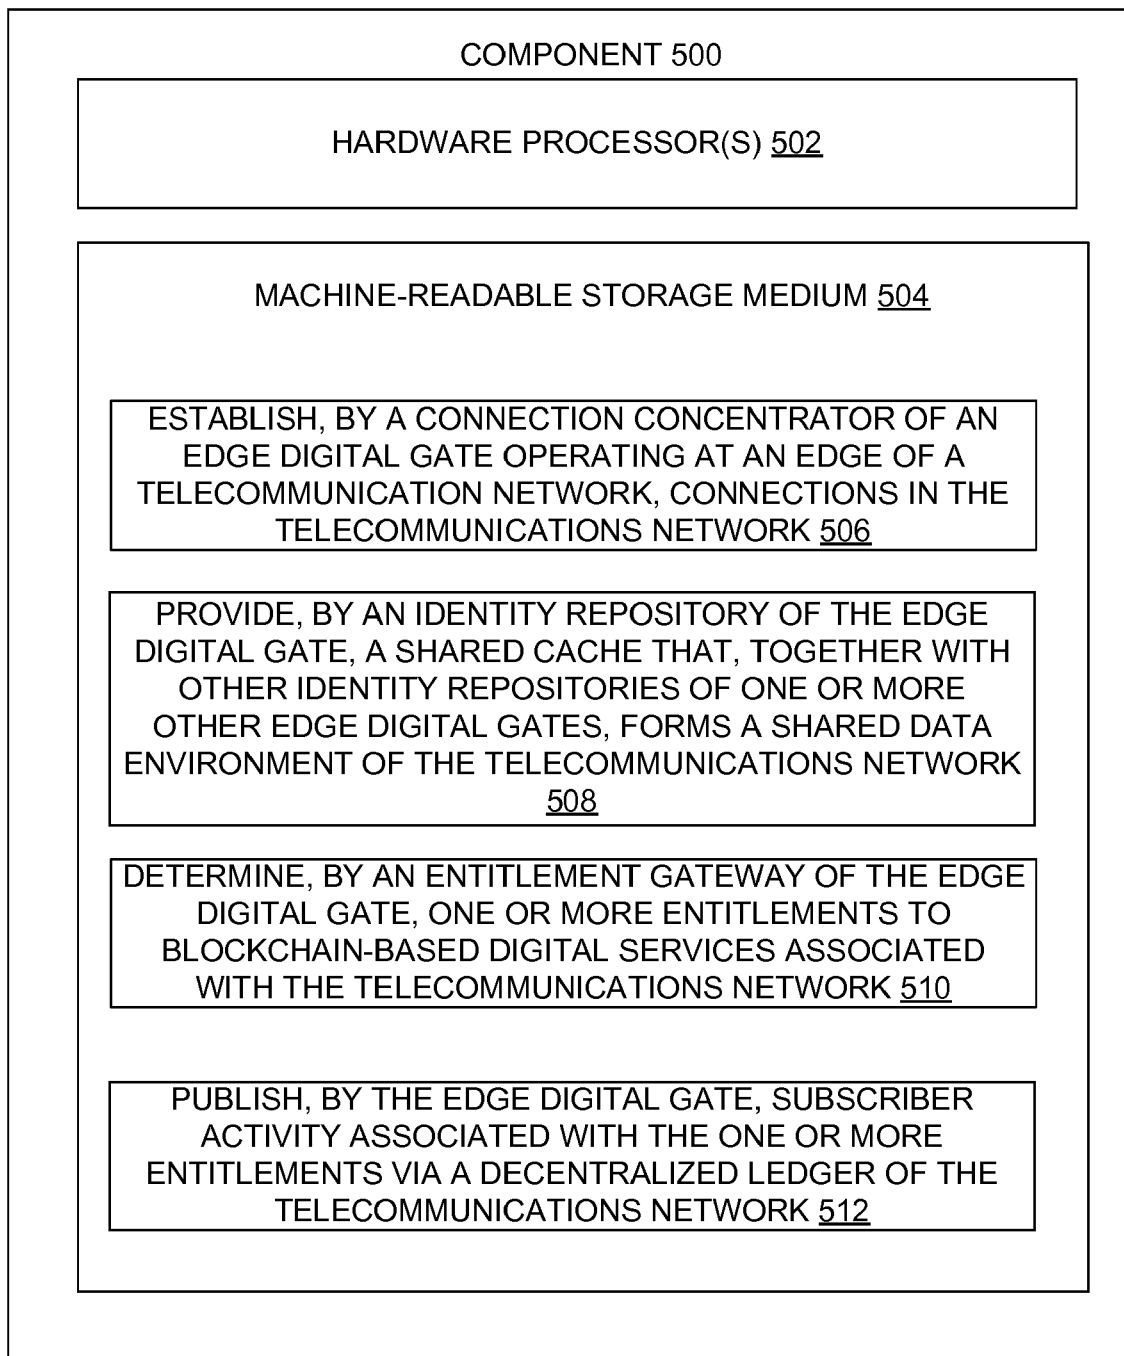 COMPONENT 500
HARDWARE PROCESSOR(S) 502
MACHINE-READABLE STORAGE MEDIUM 504
ESTABLISH, BY A CONNECTION CONCENTRATOR OF AN
EDGE DIGITAL GATE OPERATING AT AN EDGE OF A
TELECOMMUNICATION NETWORK, CONNECTIONS IN THE
TELECOMMUNICATIONS NETWORK 506
PROVIDE, BY AN IDENTITY REPOSITORY OF THE EDGE
DIGITAL GATE, A SHARED CACHE THAT, TOGETHER WITH
OTHER IDENTITY REPOSITORIES OF ONE OR MORE
OTHER EDGE DIGITAL GATES, FORMS A SHARED DATA
ENVIRONMENT OF THE TELECOMMUNICATIONS NETWORK
508
DETERMINE, BY AN ENTITLEMENT GATEWAY OF THE EDGE
DIGITAL GATE, ONE OR MORE ENTITLEMENTS TO
BLOCKCHAIN-BASED DIGITAL SERVICES ASSOCIATED
WITH THE TELECOMMUNICATIONS NETWORK 510
PUBLISH, BY THE EDGE DIGITAL GATE, SUBSCRIBER
ACTIVITY ASSOCIATED WITH THE ONE OR MORE
ENTITLEMENTS VIA A DECENTRALIZED LEDGER OF THE
TELECOMMUNICATIONS NETWORK 512